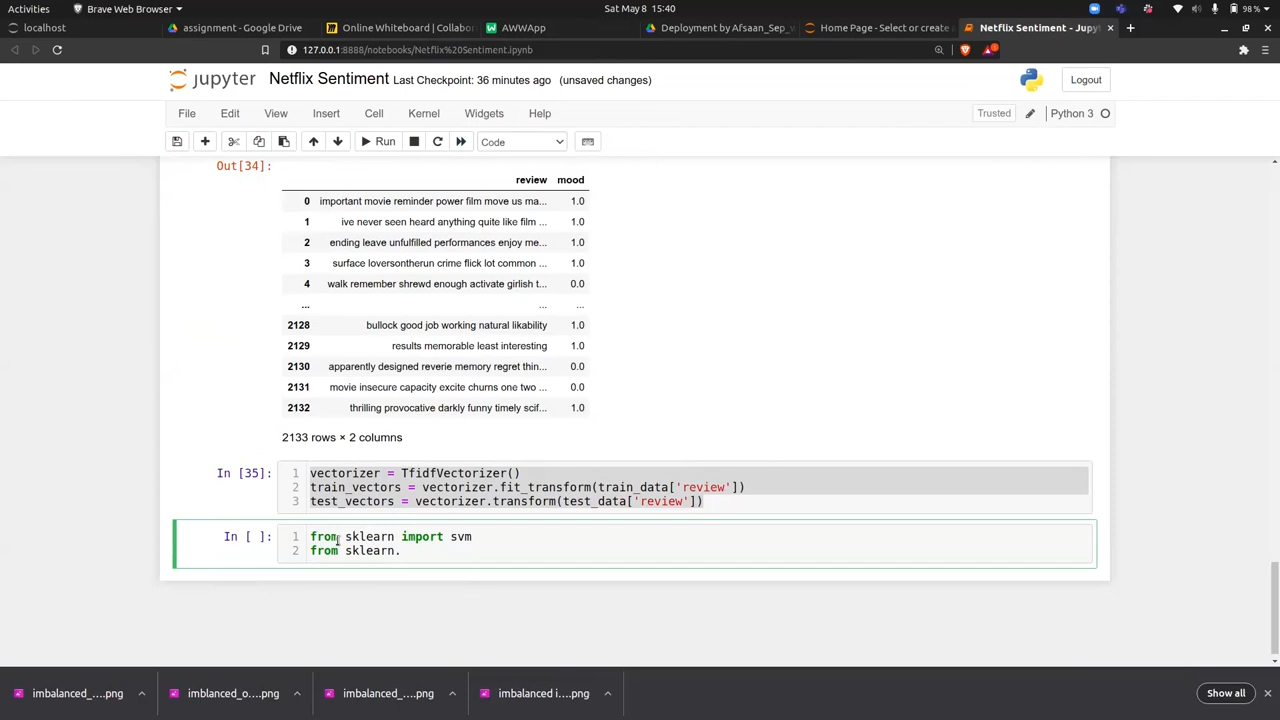 Activities
Brave Web Browser
Sat May 8 15:40
98 %
localhost
assignment - Google Drive
Online Whiteboard | Collabor
AWWApp
Deployment by Afsaan_Sep_
Home Page - Select or create
Netflix Sentiment - Jupyt
127.0.0.1:8888/notebooks/Netflix%20Sentiment.ipynb
jupyter Netflix Sentiment Last Checkpoint: 36 minutes ago (unsaved changes)
Logout
File Edit View Insert Cell Kernel Widgets Help
Trusted
Python 3
Run
Code
Out[34]:
review mood
0 important movie reminder power film move us ma... 1.0
1 ive never seen heard anything quite like film ... 1.0
2 ending leave unfulfilled performances enjoy me... 1.0
3 surface loversontherun crime flick lot common ... 1.0
4 walk remember shrewd enough activate girlish t... 0.0
... ... ...
2128 bullock good job working natural likability 1.0
2129 results memorable least interesting 1.0
2130 apparently designed reverie memory regret thin... 0.0
2131 movie insecure capacity excite churns one two ... 0.0
2132 thrilling provocative darkly funny timely scif... 1.0
2133 rows × 2 columns
In [35]:
1 vectorizer = TfidfVectorizer()
2 train_vectors = vectorizer.fit_transform(train_data['review'])
3 test_vectors = vectorizer.transform(test_data['review'])
In [ ]:
1 from sklearn import svm
2 from sklearn.
imbalanced_....png
imblanced_o....png
imbalanced_....png
imbalanced i....png
Show all